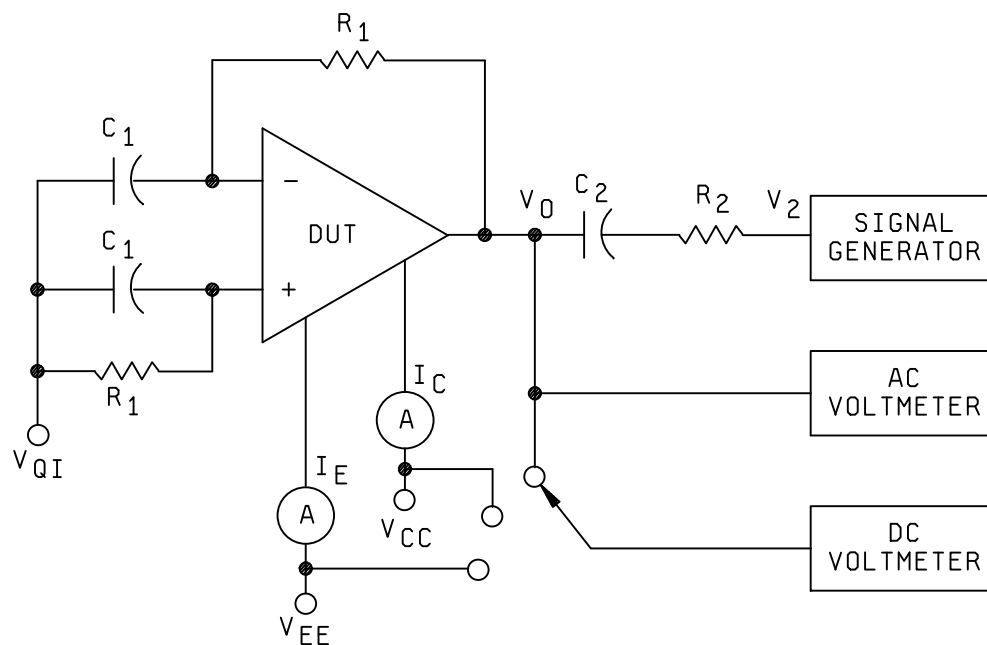 R1
C1
−
DUT
VO
C2
R2
V2
SIGNAL
GENERATOR
C1
+
R1
VQI
IC
A
AC
VOLTMETER
IE
A
VCC
DC
VOLTMETER
VEE